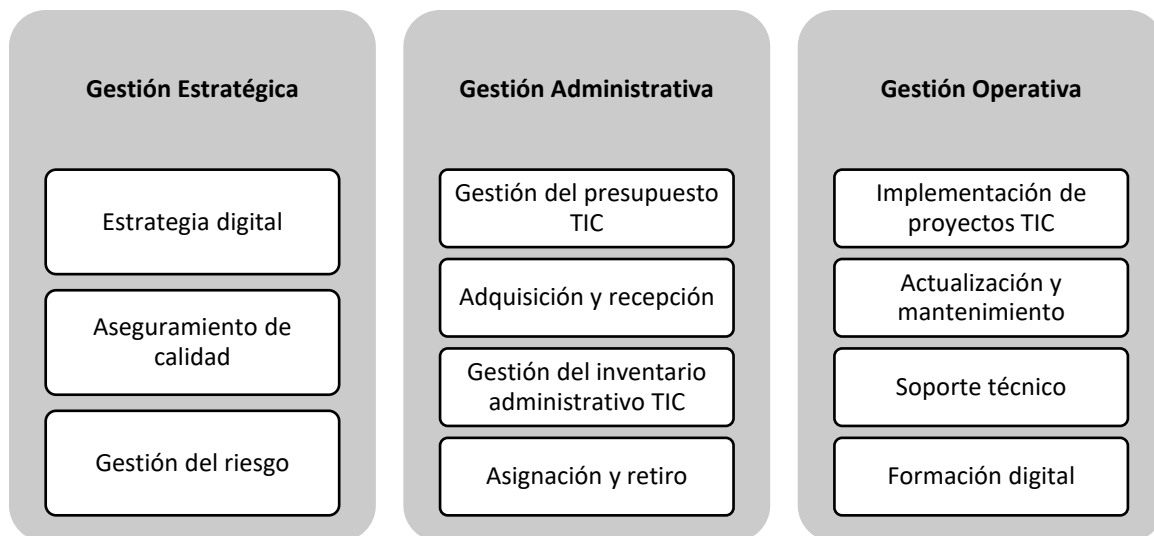 Gestión Estratégica
Estrategia digital
Aseguramiento de
calidad
Gestión del riesgo
Gestión Administrativa
Gestión del presupuesto
TIC
Adquisición y recepción
Gestión del inventario
administrativo TIC
Asignación y retiro
Gestión Operativa
Implementación de
proyectos TIC
Actualización y
mantenimiento
Soporte técnico
Formación digital